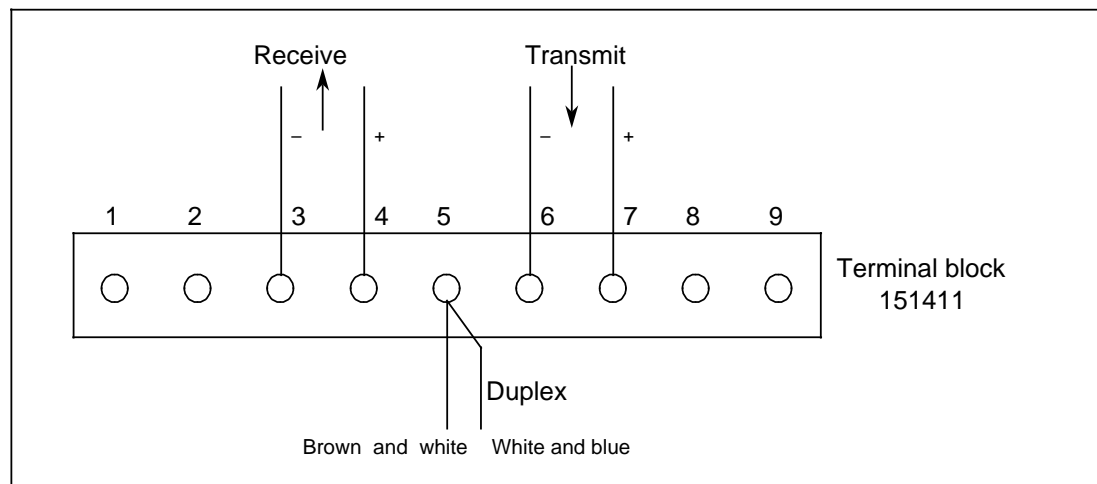 Receive Transmit
– + – +
1 2 3 4 5 6 7 8 9
Terminal block
151411
Duplex
Brown and white White and blue